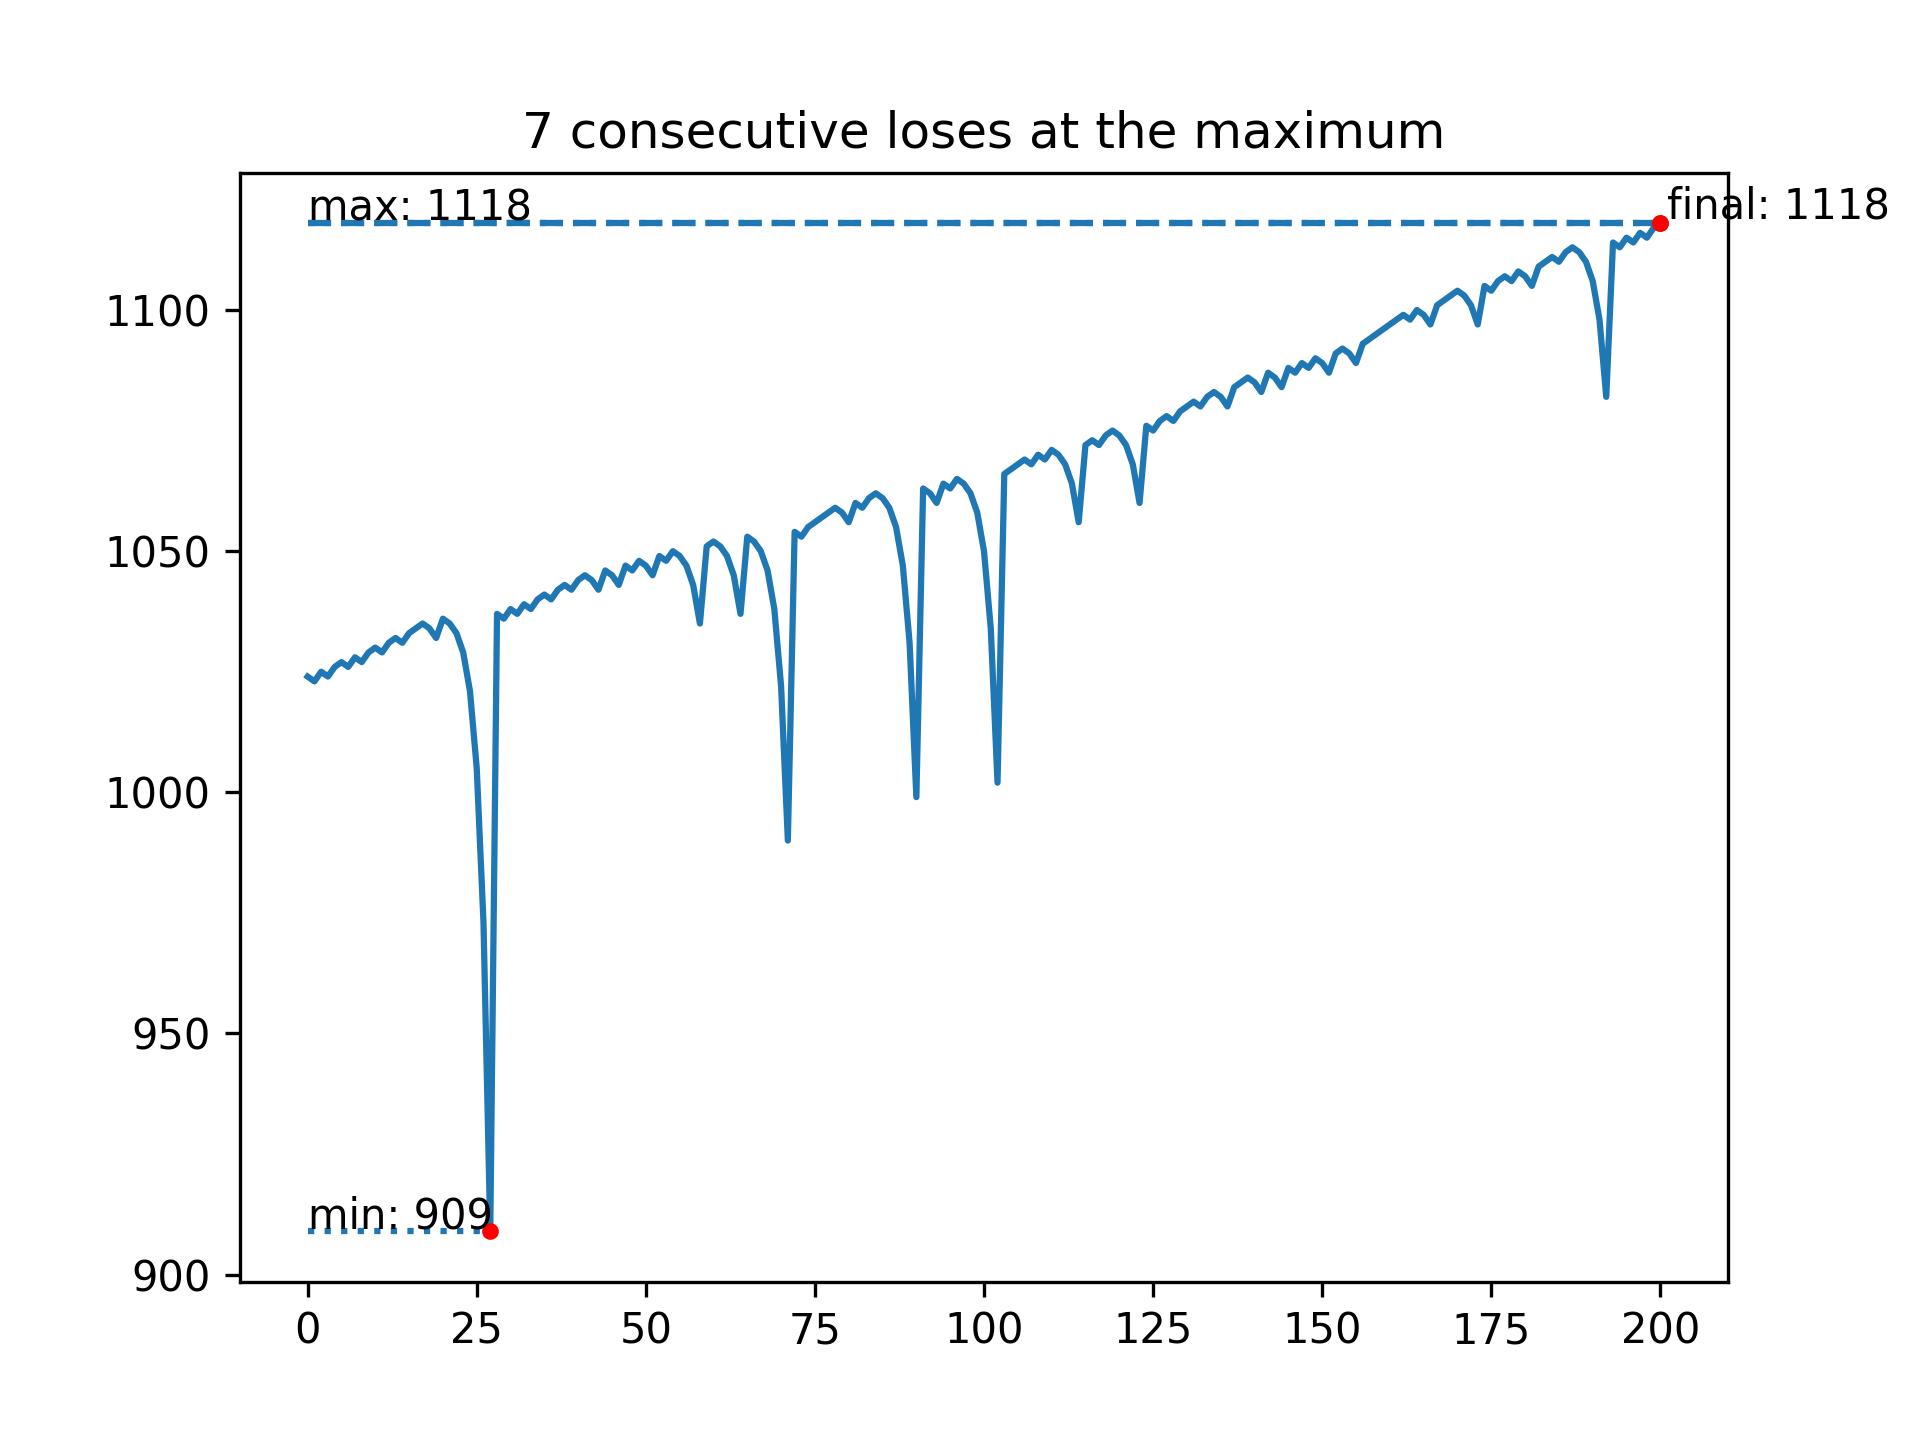 7 consecutive loses at the maximum
max: 1118
final: 1118
1100
1050
1000
950
min: 909
900
0 25 50 75 100 125 150 175 200